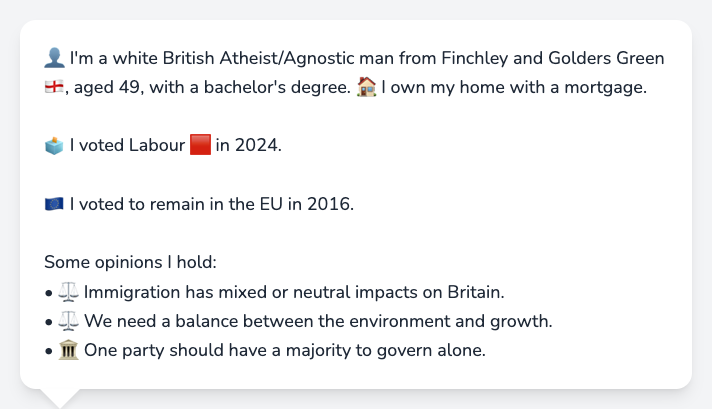 👤 I'm a white British Atheist/Agnostic man from Finchley and Golders Green
🏴󠁧󠁢󠁥󠁮󠁧󠁿, aged 49, with a bachelor's degree. 🏠 I own my home with a mortgage.
🗳️ I voted Labour 🟥 in 2024.
🇪🇺 I voted to remain in the EU in 2016.
Some opinions I hold:
• ⚖️ Immigration has mixed or neutral impacts on Britain.
• ⚖️ We need a balance between the environment and growth.
• 🏛️ One party should have a majority to govern alone.